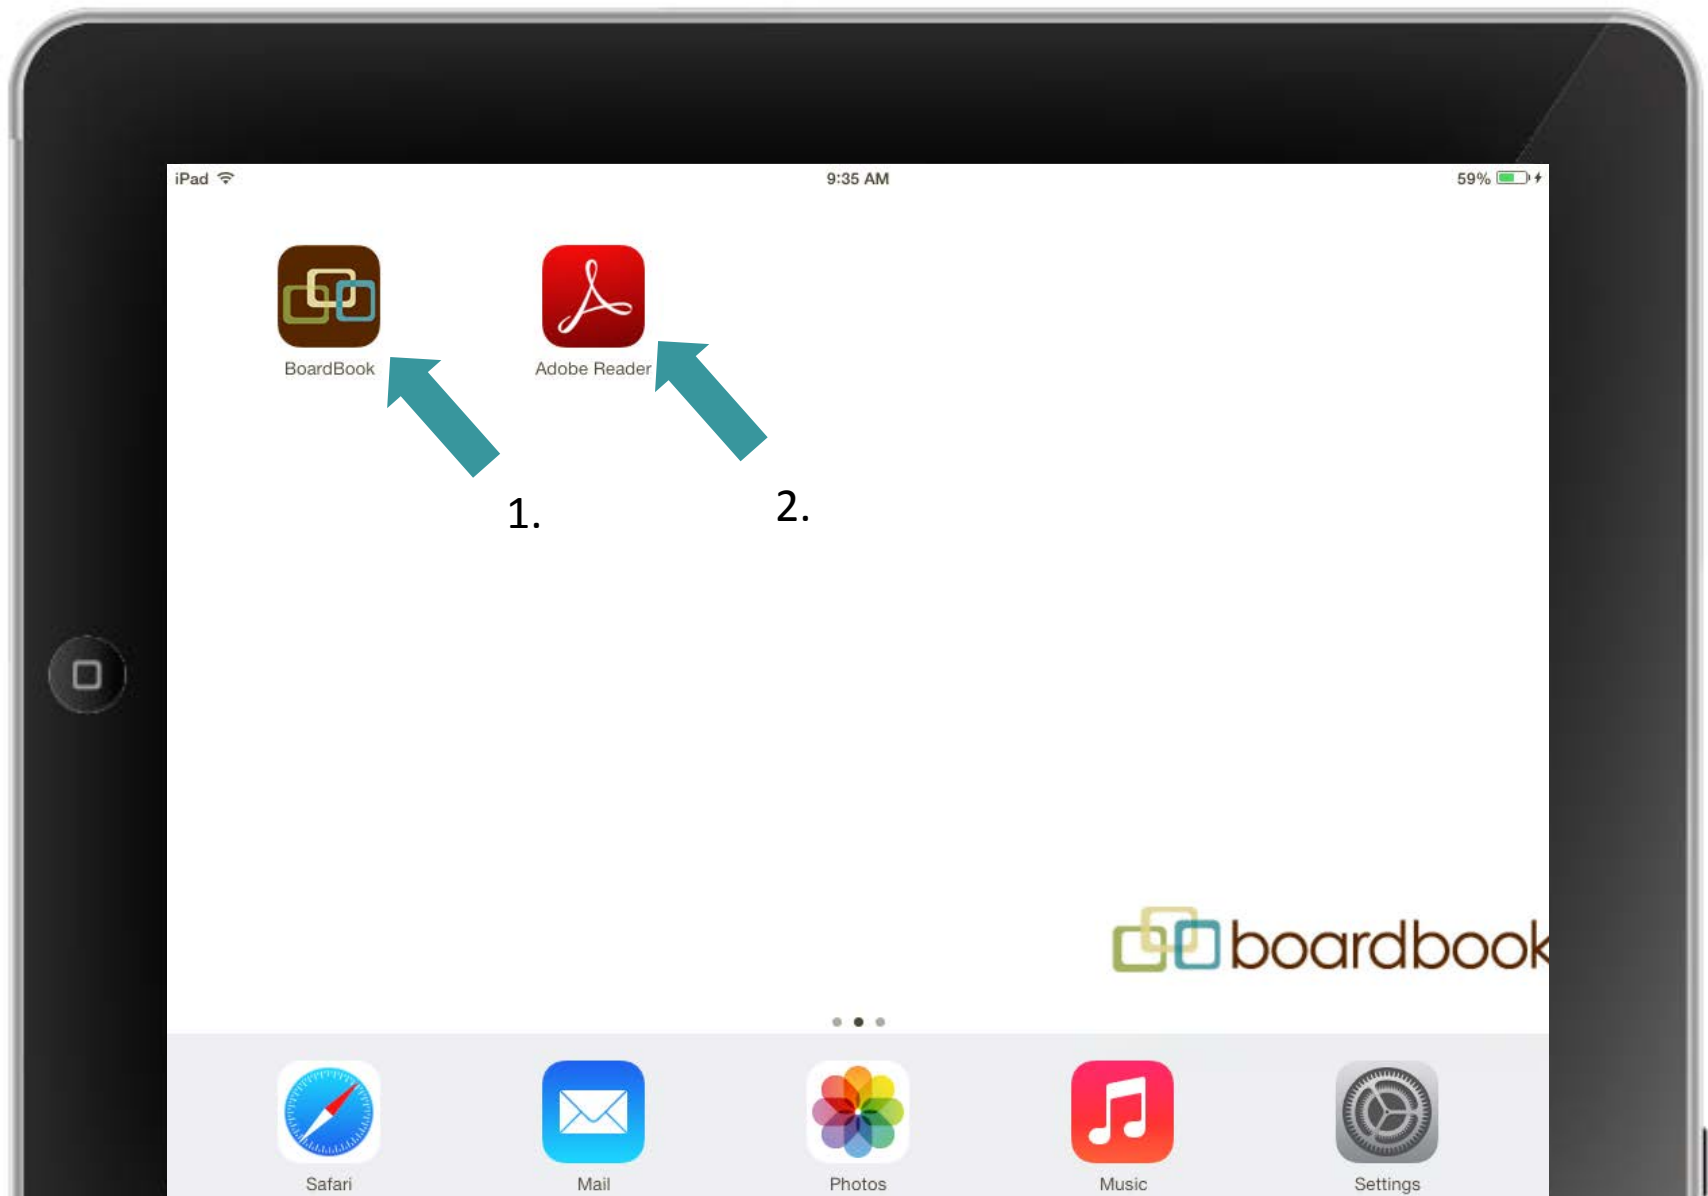 iPad 9:35 AM 59%
BoardBook Adobe Reader
1. 2.
boardbook
Safari Mail Photos Music Settings